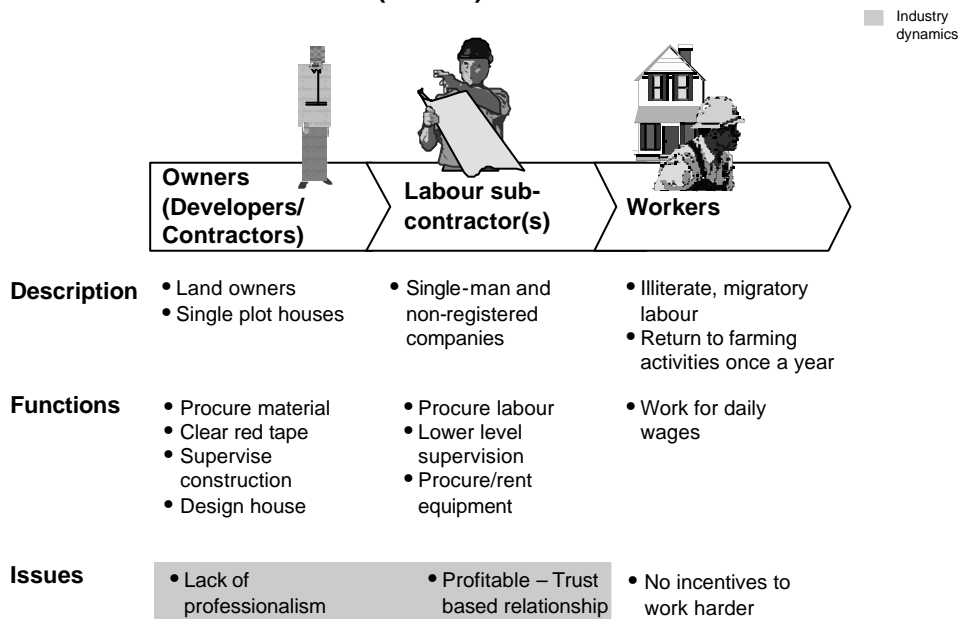 Industry
dynamics
Owners
(Developers/
Contractors)
Labour sub-
contractor(s)
Workers
Description
• Land owners
• Single plot houses
• Single-man and
non-registered
companies
• Illiterate, migratory
labour
• Return to farming
activities once a year
Functions
• Procure material
• Clear red tape
• Supervise
construction
• Design house
• Procure labour
• Lower level
supervision
• Procure/rent
equipment
• Work for daily
wages
Issues
• Lack of
professionalism
• Profitable – Trust
based relationship
• No incentives to
work harder